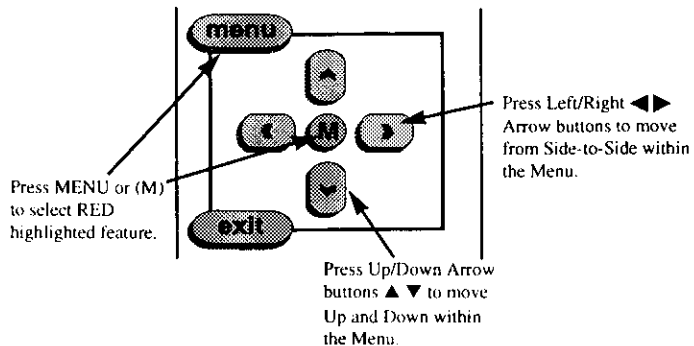 menu
M
exit
Press Left/Right ◀ ▶
Arrow buttons to move
from Side-to-Side within
the Menu.
Press MENU or (M)
to select RED
highlighted feature.
Press Up/Down Arrow
buttons ▲ ▼ to move
Up and Down within
the Menu.